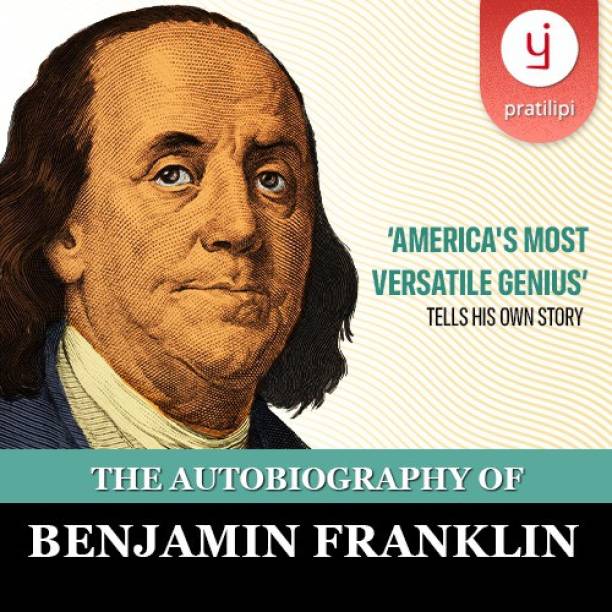 pratilipi
‘AMERICA'S MOST
VERSATILE GENIUS’
TELLS HIS OWN STORY
THE AUTOBIOGRAPHY OF
BENJAMIN FRANKLIN